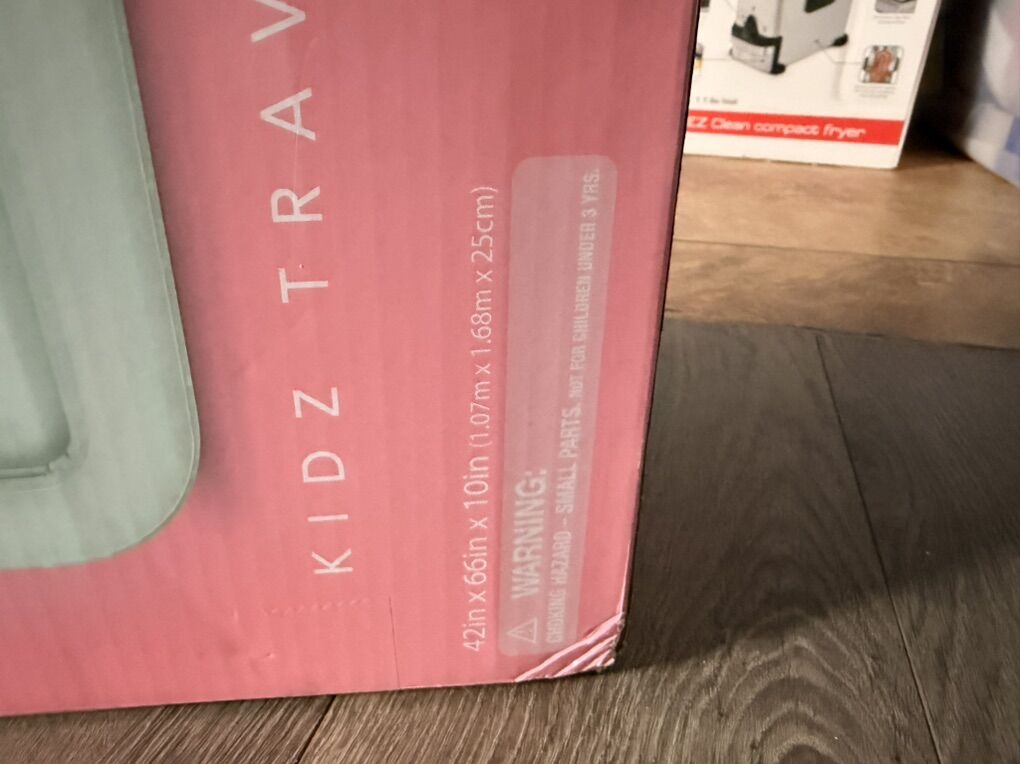 KIDZ TRAV
42in x 66in x 10in (1.07m x 1.68m x 25cm)
WARNING:
CHOKING HAZARD - SMALL PARTS. NOT FOR CHILDREN UNDER 3 YRS.
EZ Clean compact fryer